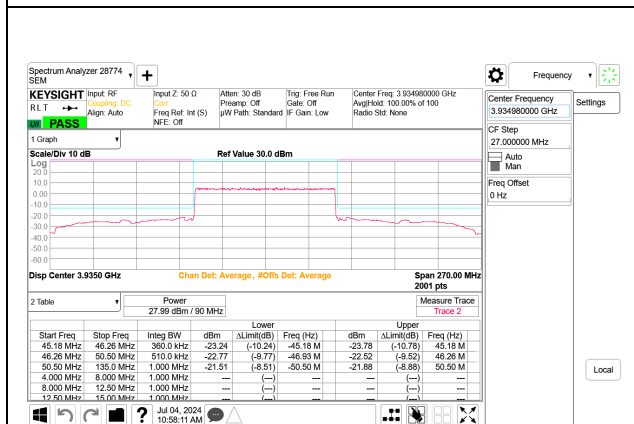 Spectrum Analyzer 28774
SEM
+
Frequency
KEYSIGHT
RLT
LM PASS
Input: RF
Coupling: DC
Align: Auto
Input Z: 50 Ω
Corr
Freq Ref: Int (S)
NFE: Off
Atten: 30 dB
Preamp: Off
µW Path: Standard
Trig: Free Run
Gate: Off
IF Gain: Low
Center Freq: 3.934980000 GHz
Avg|Hold: 100.00% of 100
Radio Std: None
Center Frequency
3.934980000 GHz
Settings
CF Step
27.000000 MHz
Auto
Man
Freq Offset
0 Hz
Local
1 Graph
Scale/Div 10 dB Ref Value 30.0 dBm
Log
20.0
10.0
0.00
-10.0
-20.0
-30.0
-40.0
-50.0
-60.0
Disp Center 3.9350 GHz Chan Det: Average, #Offs Det: Average Span 270.00 MHz
2001 pts
2 Table Power Measure Trace
27.99 dBm / 90 MHz Trace 2
Lower Upper
Start Freq Stop Freq Integ BW dBm ΔLimit(dB) Freq (Hz) dBm ΔLimit(dB) Freq (Hz)
45.18 MHz 46.26 MHz 360.0 kHz -23.24 (-10.24) -45.18 M -23.78 (-10.78) 45.18 M
46.26 MHz 50.50 MHz 510.0 kHz -22.77 (-9.77) -46.93 M -22.52 (-9.52) 46.26 M
50.50 MHz 135.0 MHz 1.000 MHz -21.51 (-8.51) -50.50 M -21.88 (-8.88) 50.50 M
4.000 MHz 8.000 MHz 1.000 MHz --- (---) --- --- (---) ---
8.000 MHz 12.50 MHz 1.000 MHz --- (---) --- --- (---) ---
12.50 MHz 15.00 MHz 1.000 MHz --- (---) --- --- (---) ---
? Jul 04, 2024
10:58:11 AM